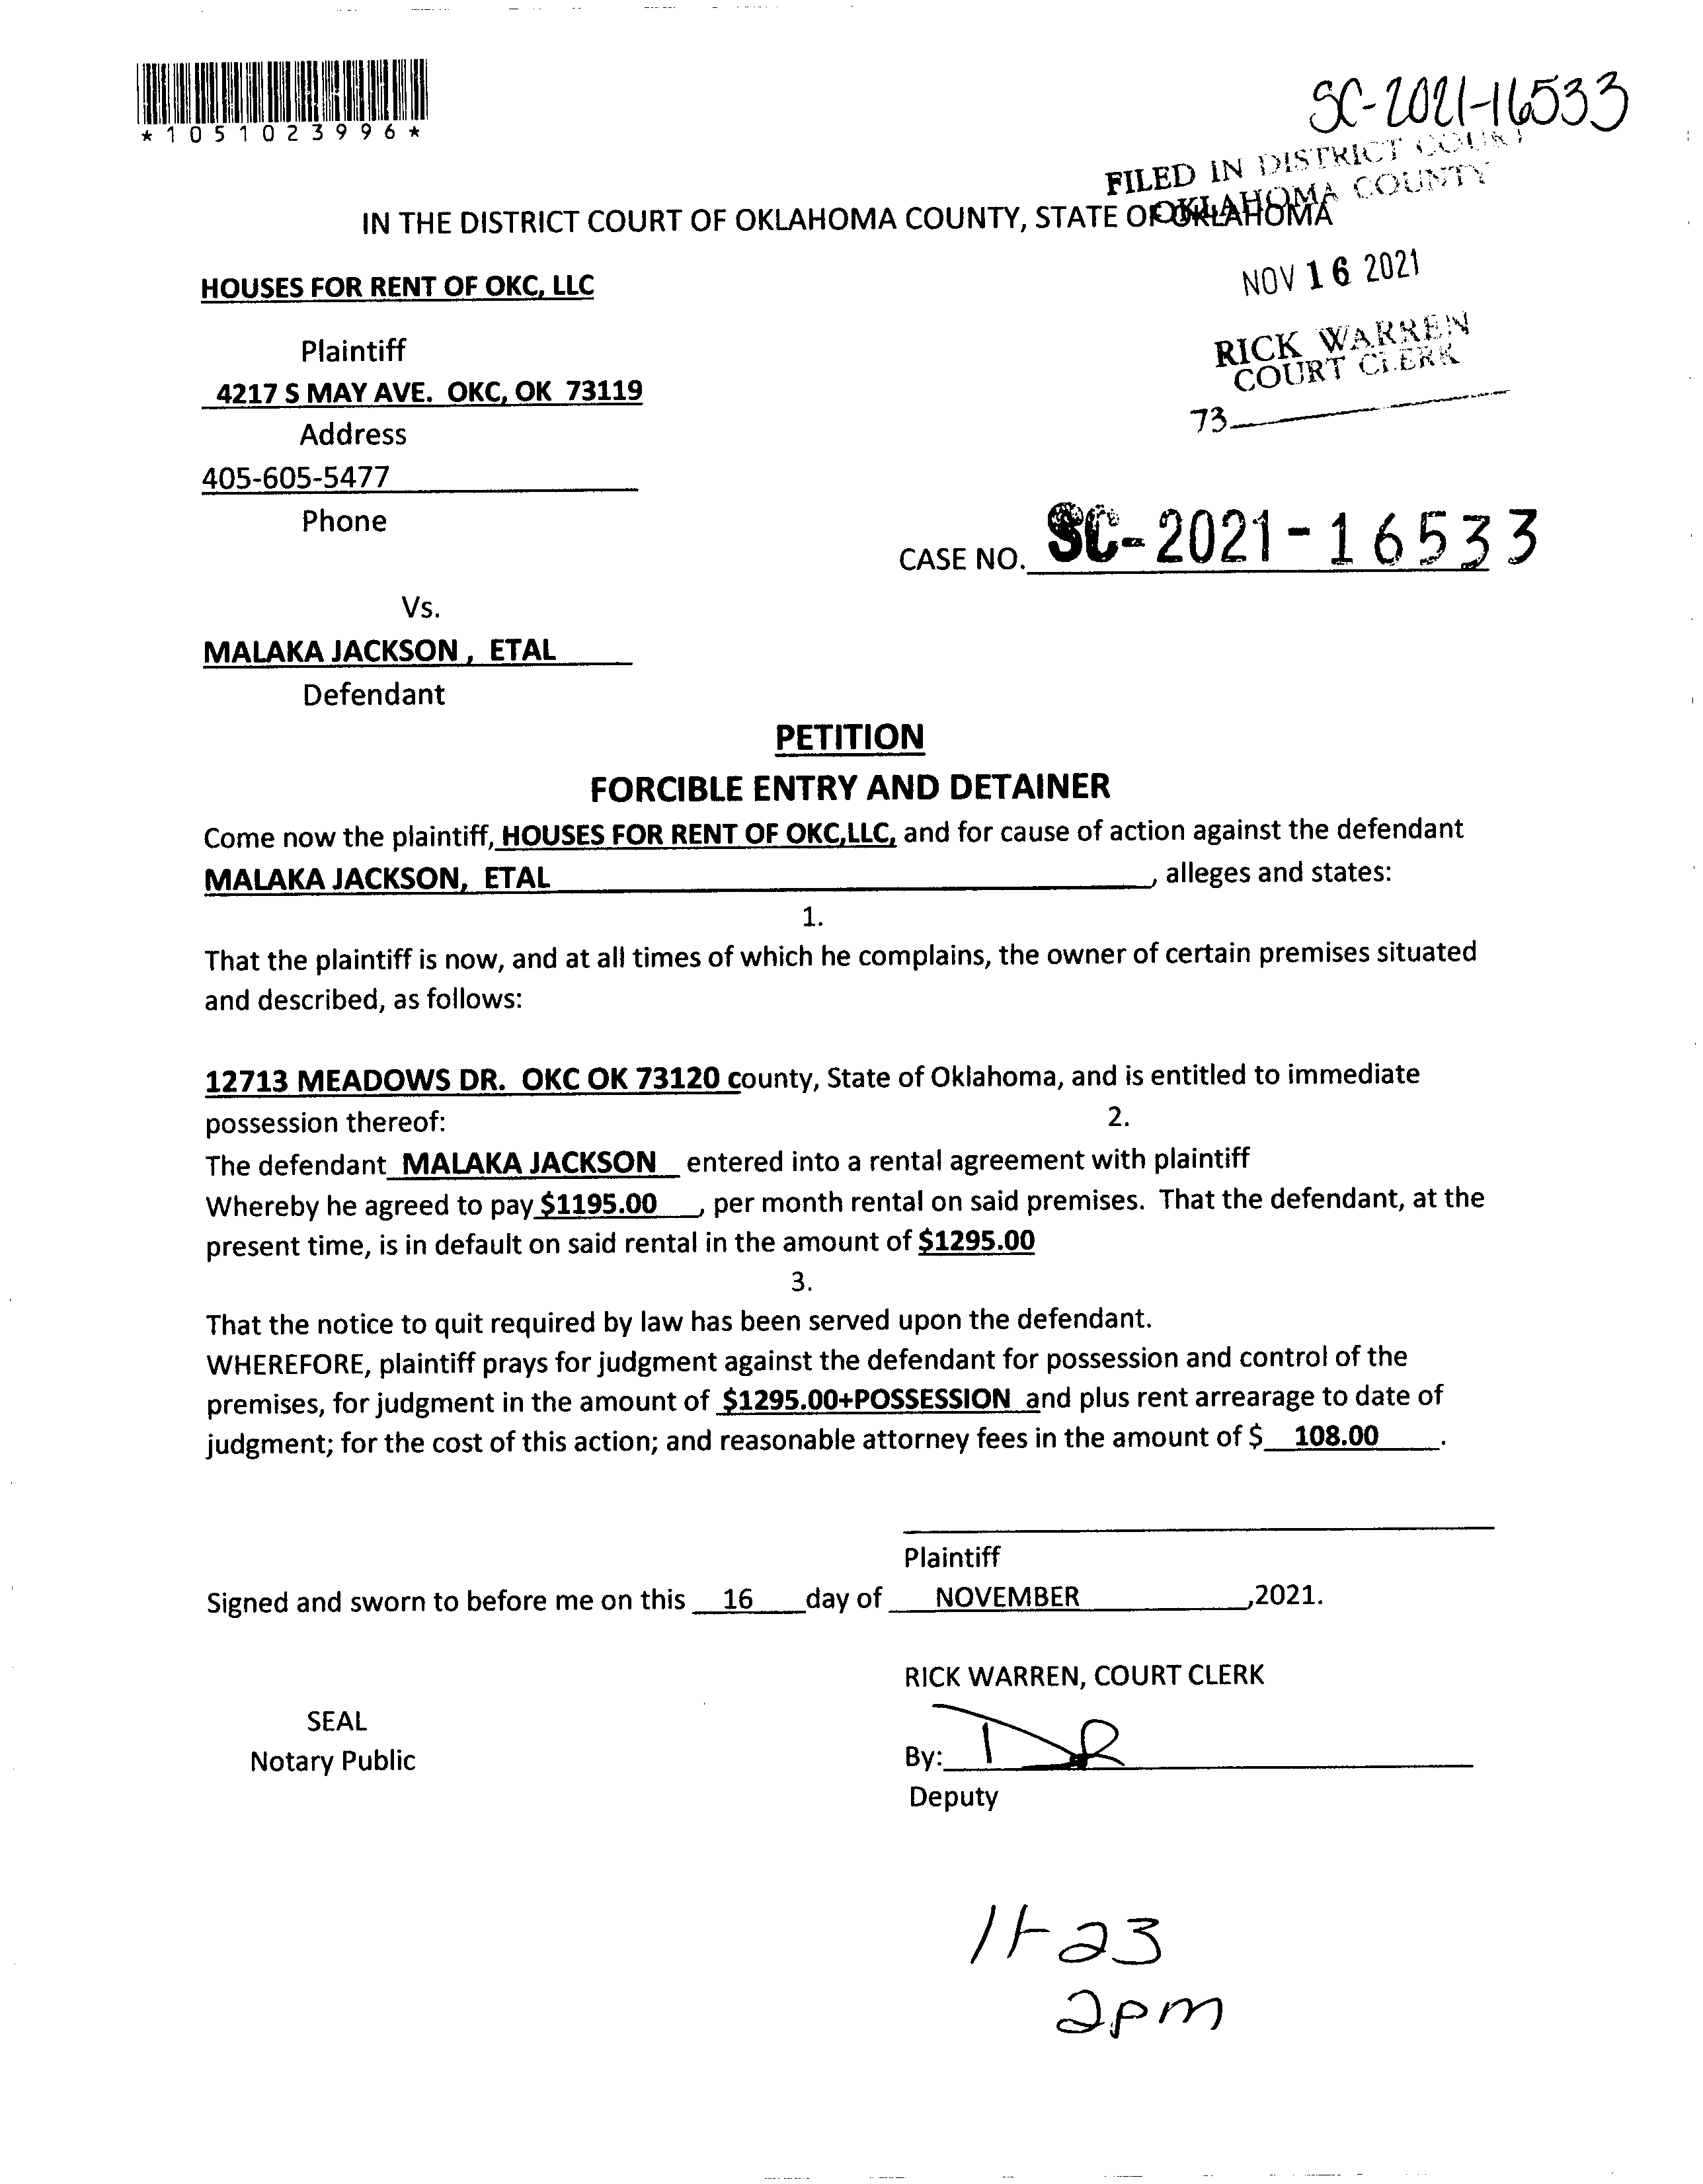 *1051023996*
SC-2021-16533
FILED IN DISTRICT COURT
OKLAHOMA COUNTY
IN THE DISTRICT COURT OF OKLAHOMA COUNTY, STATE OF OKLAHOMA
NOV 16 2021
HOUSES FOR RENT OF OKC, LLC
RICK WARREN
COURT CLERK
Plaintiff
4217 S MAY AVE. OKC, OK 73119
73
Address
405-605-5477
Phone
CASE NO. SC-2021-16533
Vs.
MALAKA JACKSON , ETAL
Defendant
PETITION
FORCIBLE ENTRY AND DETAINER
Come now the plaintiff, HOUSES FOR RENT OF OKC,LLC, and for cause of action against the defendant
MALAKA JACKSON, ETAL , alleges and states:
1.
That the plaintiff is now, and at all times of which he complains, the owner of certain premises situated
and described, as follows:
12713 MEADOWS DR. OKC OK 73120 county, State of Oklahoma, and is entitled to immediate
possession thereof:
2.
The defendant MALAKA JACKSON entered into a rental agreement with plaintiff
Whereby he agreed to pay $1195.00 , per month rental on said premises. That the defendant, at the
present time, is in default on said rental in the amount of $1295.00
3.
That the notice to quit required by law has been served upon the defendant.
WHEREFORE, plaintiff prays for judgment against the defendant for possession and control of the
premises, for judgment in the amount of $1295.00+POSSESSION and plus rent arrearage to date of
judgment; for the cost of this action; and reasonable attorney fees in the amount of $ 108.00 .
Plaintiff
Signed and sworn to before me on this 16 day of NOVEMBER ,2021.
RICK WARREN, COURT CLERK
SEAL
Notary Public
By:
Deputy
11-23
2pm